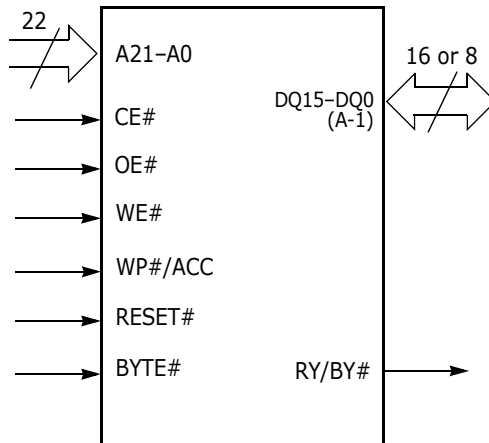 22
A21–A0
16 or 8
DQ15–DQ0
(A-1)
CE#
OE#
WE#
WP#/ACC
RESET#
BYTE#
RY/BY#